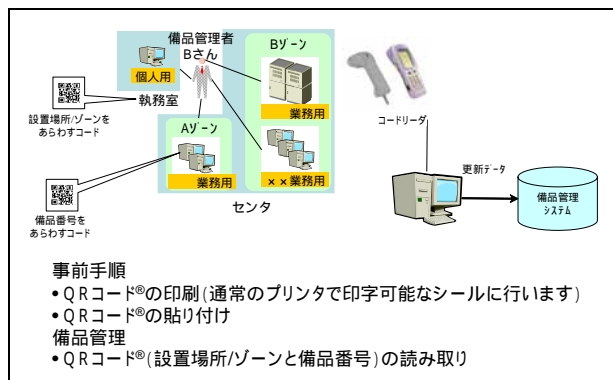 備品管理者
Bさん
Bゾーン
個人用
執務室
業務用
設置場所/ゾーンを
あらわすコード
Aゾーン
業務用
××業務用
センタ
備品番号を
あらわすコード
コードリーダ
更新データ
備品管理
システム
事前手順
•QRコード®の印刷(通常のプリンタで印字可能なシールに行います)
•QRコード®の貼り付け
備品管理
•QRコード®(設置場所/ゾーンと備品番号)の読み取り